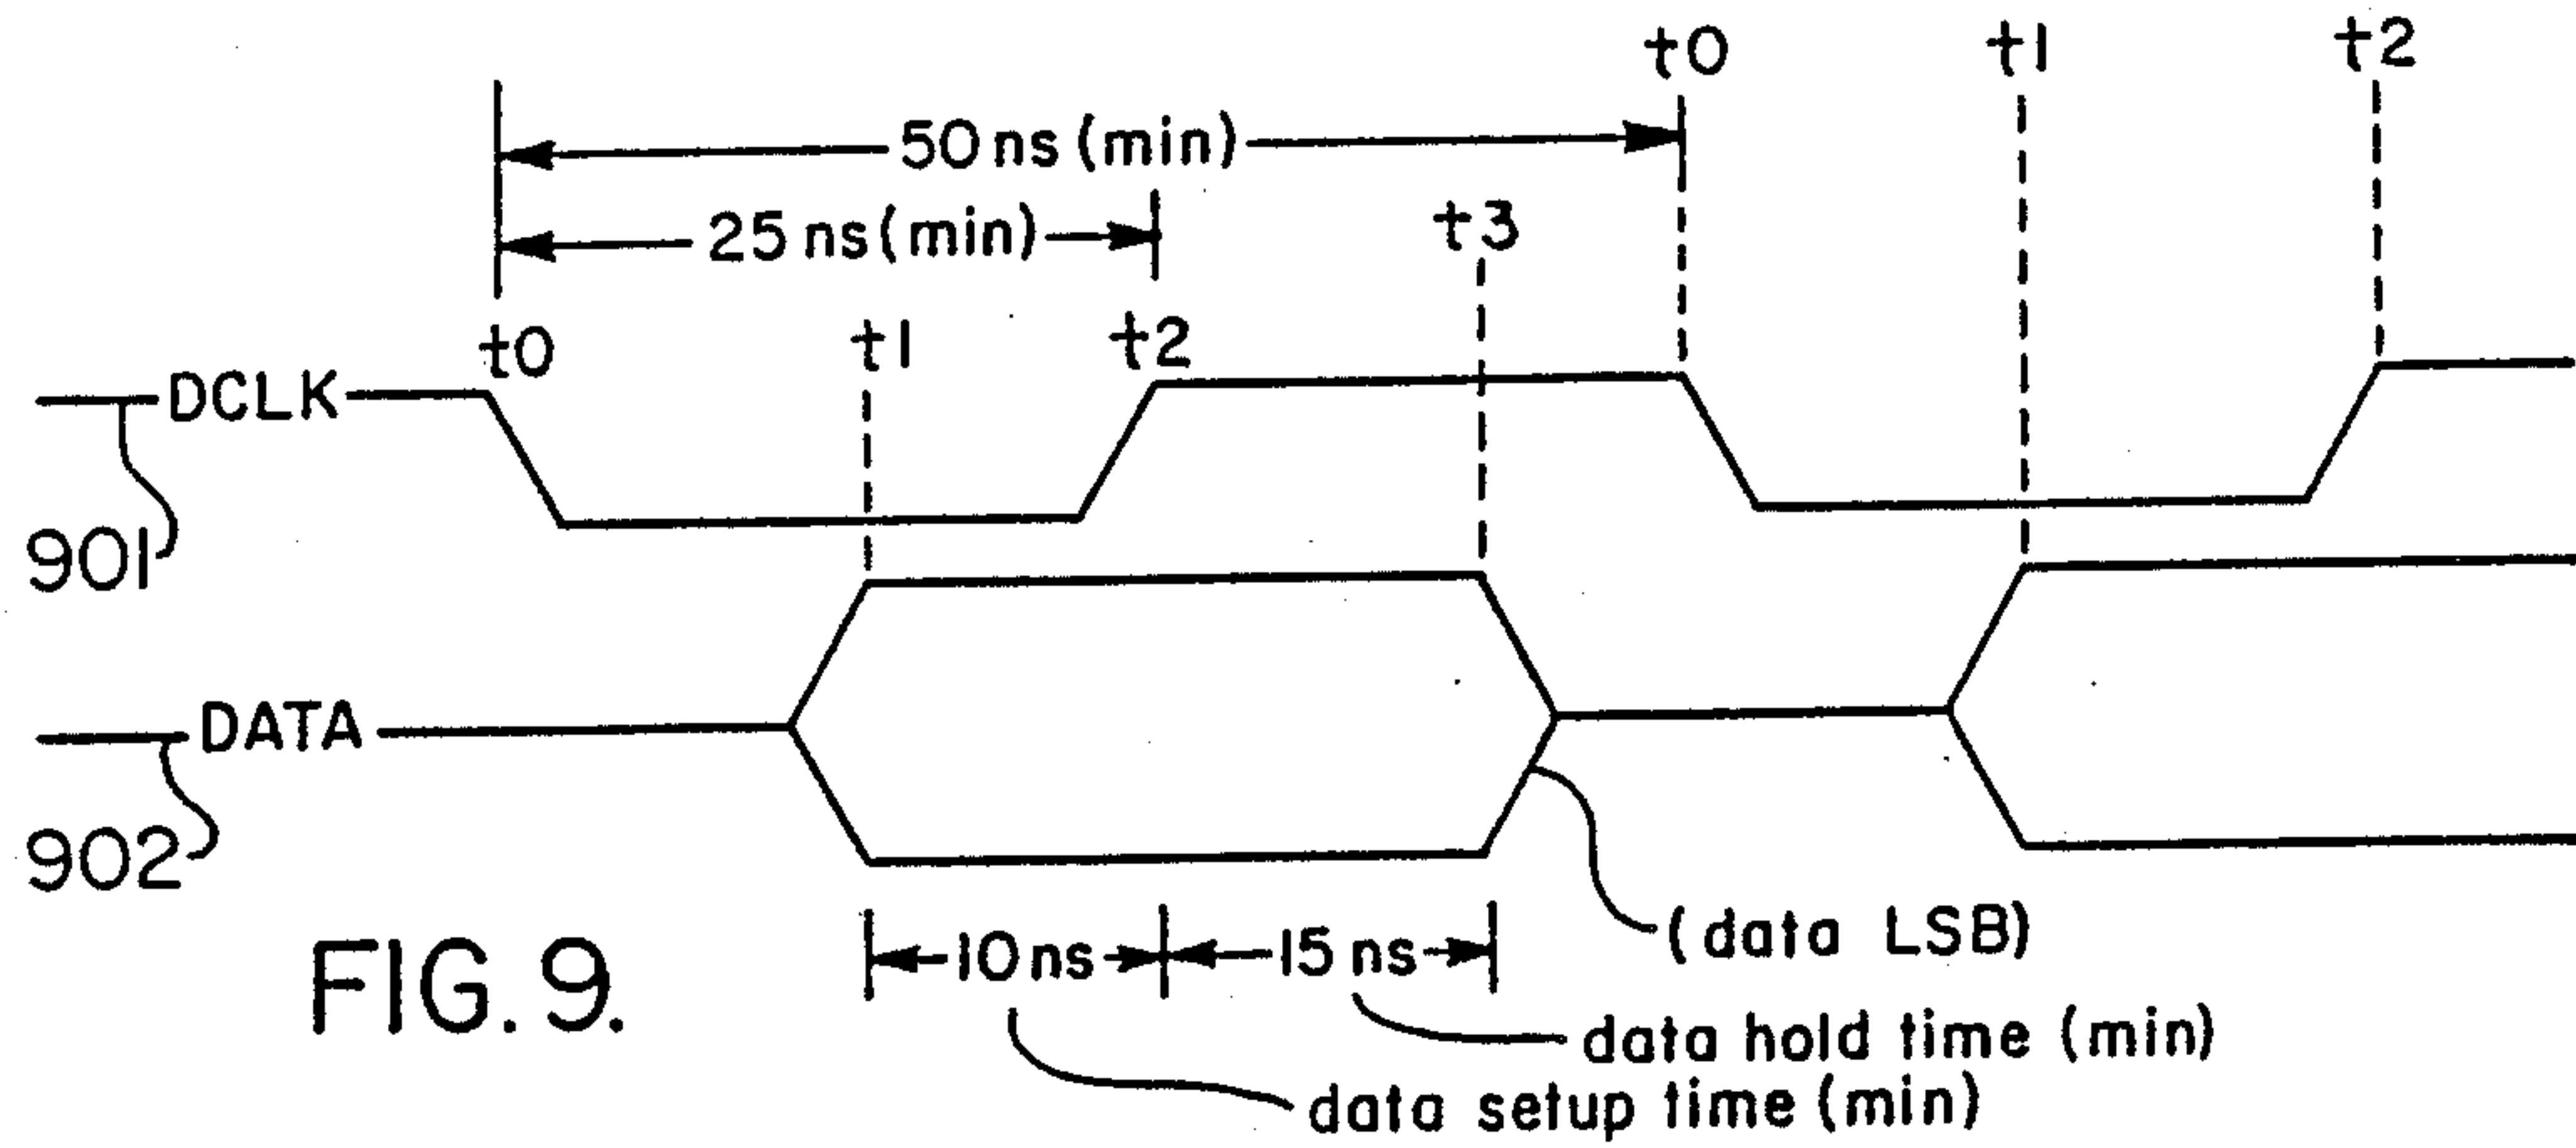 t0 t1 t2
50 ns (min)
25 ns (min) t3
t0 t1 t2
DCLK
901
DATA
902
10 ns 15 ns (data LSB)
FIG. 9.
data hold time (min)
data setup time (min)